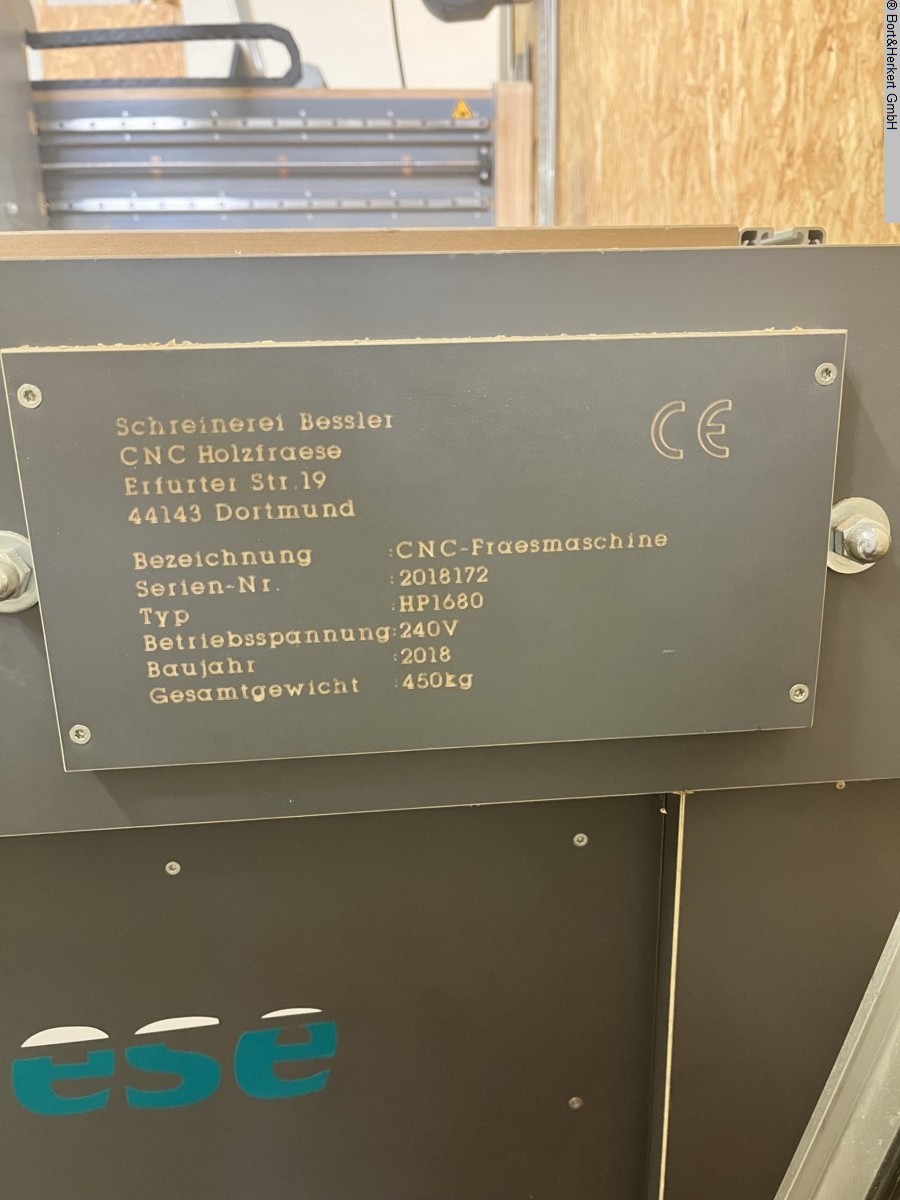 ® Bort&Herkert GmbH
Schreinerei Bessler
CNC Holzfraese
Erfurter Str.19
44143 Dortmund
CE
Bezeichnung :CNC-Fraesmaschine
Serien-Nr. :2018172
Typ :HP1680
Betriebsspannung:240V
Baujahr :2018
Gesamtgewicht :450kg
ese